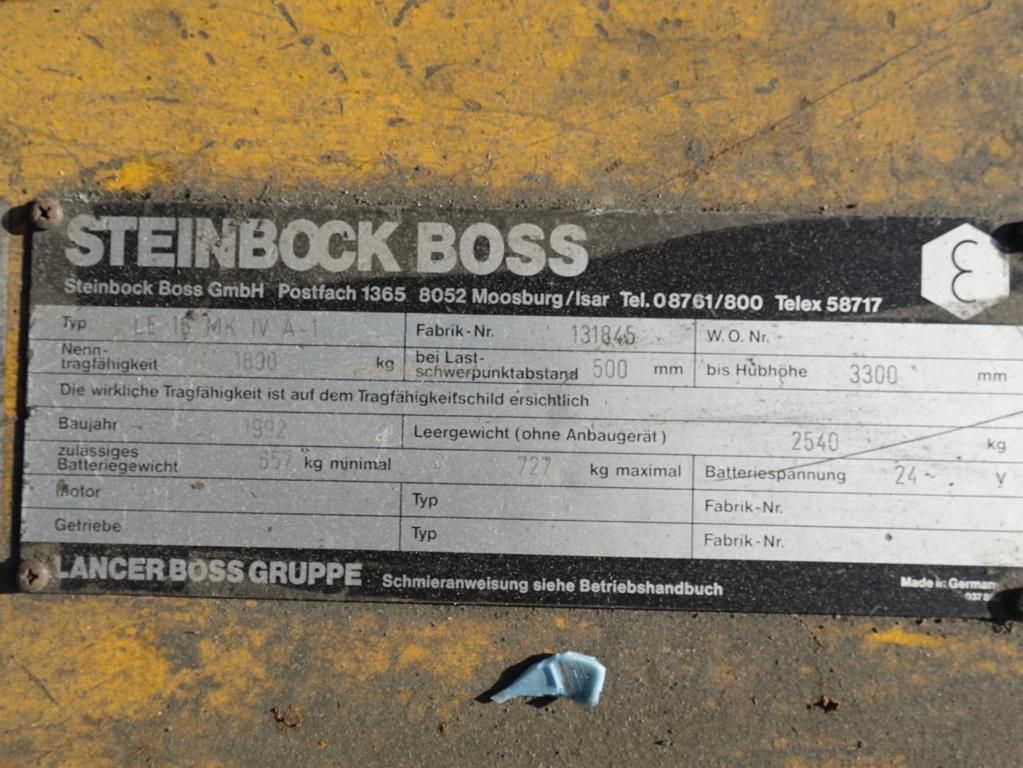 STEINBOCK BOSS
Steinbock Boss GmbH Postfach 1365 8052 Moosburg/Isar Tel. 08761/800 Telex 58717
Typ LE 16 MK IV A-1 Fabrik-Nr. 131845 W.O. Nr.
Nenn-tragfähigkeit kg bei Last-schwerpunktabstand 500 mm bis Hubhöhe 3300 mm
Die wirkliche Tragfähigkeit ist auf dem Tragfähigkeitschild ersichtlich
Baujahr 1992 Leergewicht (ohne Anbaugerät) 2540 kg
zulässiges Batteriegewicht 657 kg minimal 727 kg maximal Batteriespannung 24 V
Motor Typ Fabrik-Nr.
Getriebe Typ Fabrik-Nr.
LANCER BOSS GRUPPE Schmieranweisung siehe Betriebshandbuch Made in